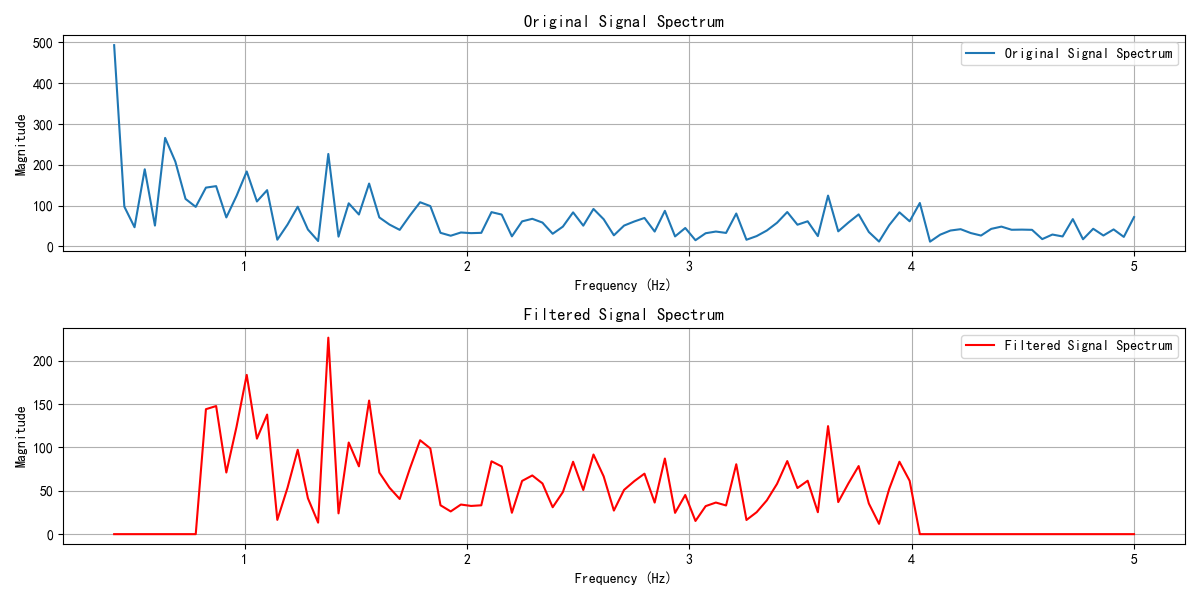 Original Signal Spectrum
500
400
300
200
100
0
Magnitude
Original Signal Spectrum
1 2 3 4 5
Frequency (Hz)
Filtered Signal Spectrum
200
150
100
50
0
Magnitude
Filtered Signal Spectrum
1 2 3 4 5
Frequency (Hz)